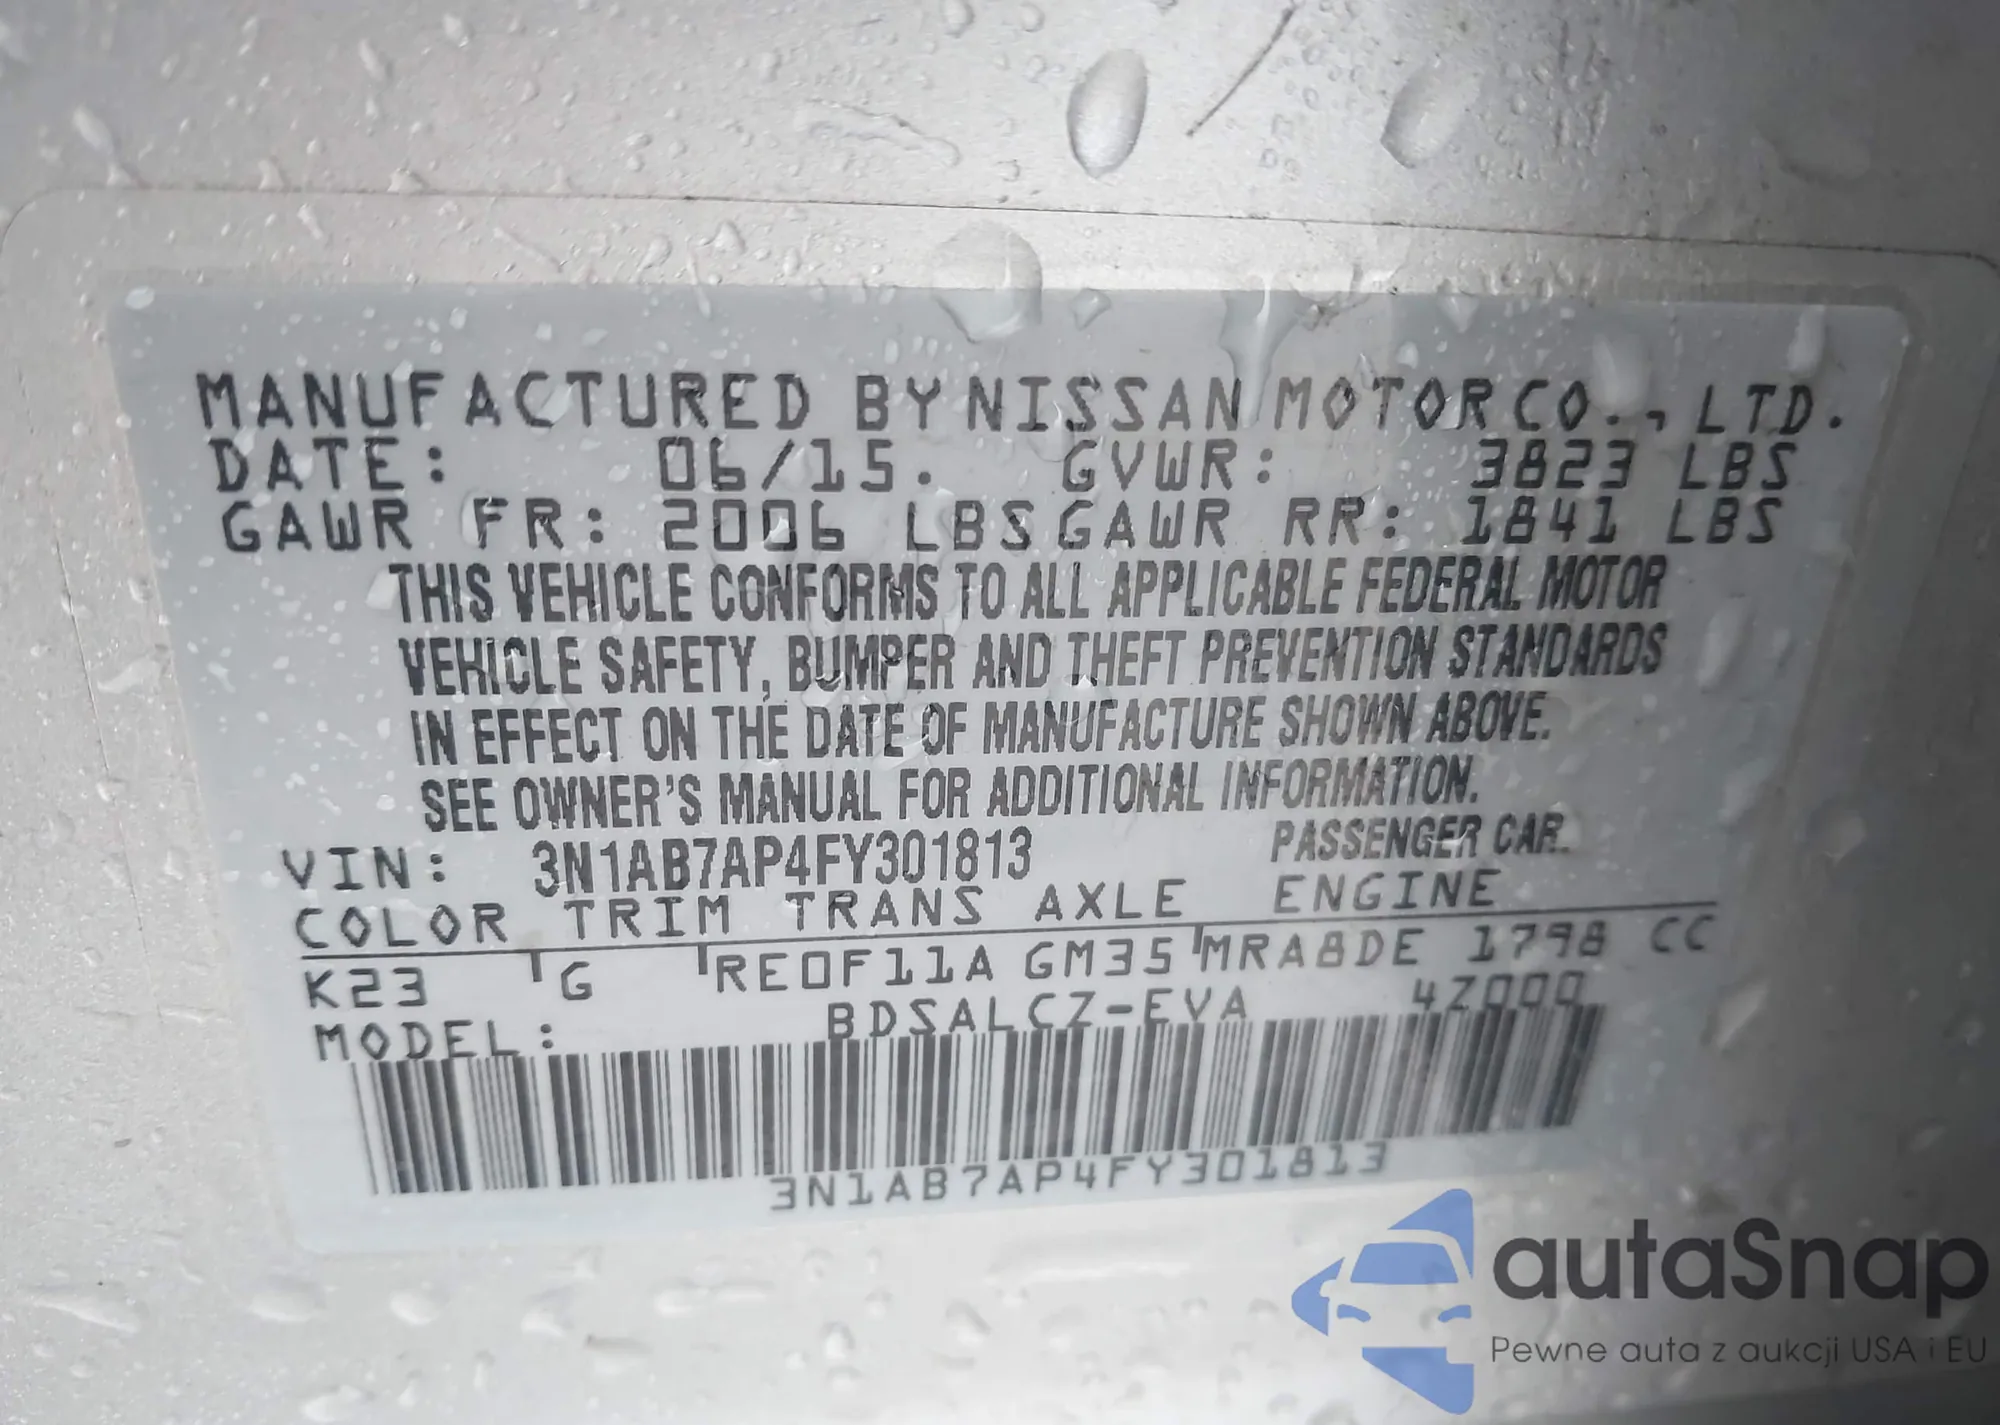 MANUFACTURED BY NISSAN MOTOR CO., LTD.
DATE: 06/15. GVWR: 3823 LBS
GAWR FR: 2006 LBS GAWR RR: 1841 LBS
THIS VEHICLE CONFORMS TO ALL APPLICABLE FEDERAL MOTOR
VEHICLE SAFETY, BUMPER AND THEFT PREVENTION STANDARDS
IN EFFECT ON THE DATE OF MANUFACTURE SHOWN ABOVE.
SEE OWNER'S MANUAL FOR ADDITIONAL INFORMATION.
VIN: 3N1AB7AP4FY301813 PASSENGER CAR.
COLOR TRIM TRANS AXLE ENGINE
K23 G RE0F11A GM35 MRA8DE 1798 CC
MODEL: BDSALCZ-EVA 4Z000
3N1AB7AP4FY301813
autaSnap
Pewne auta z aukcji USA i EU